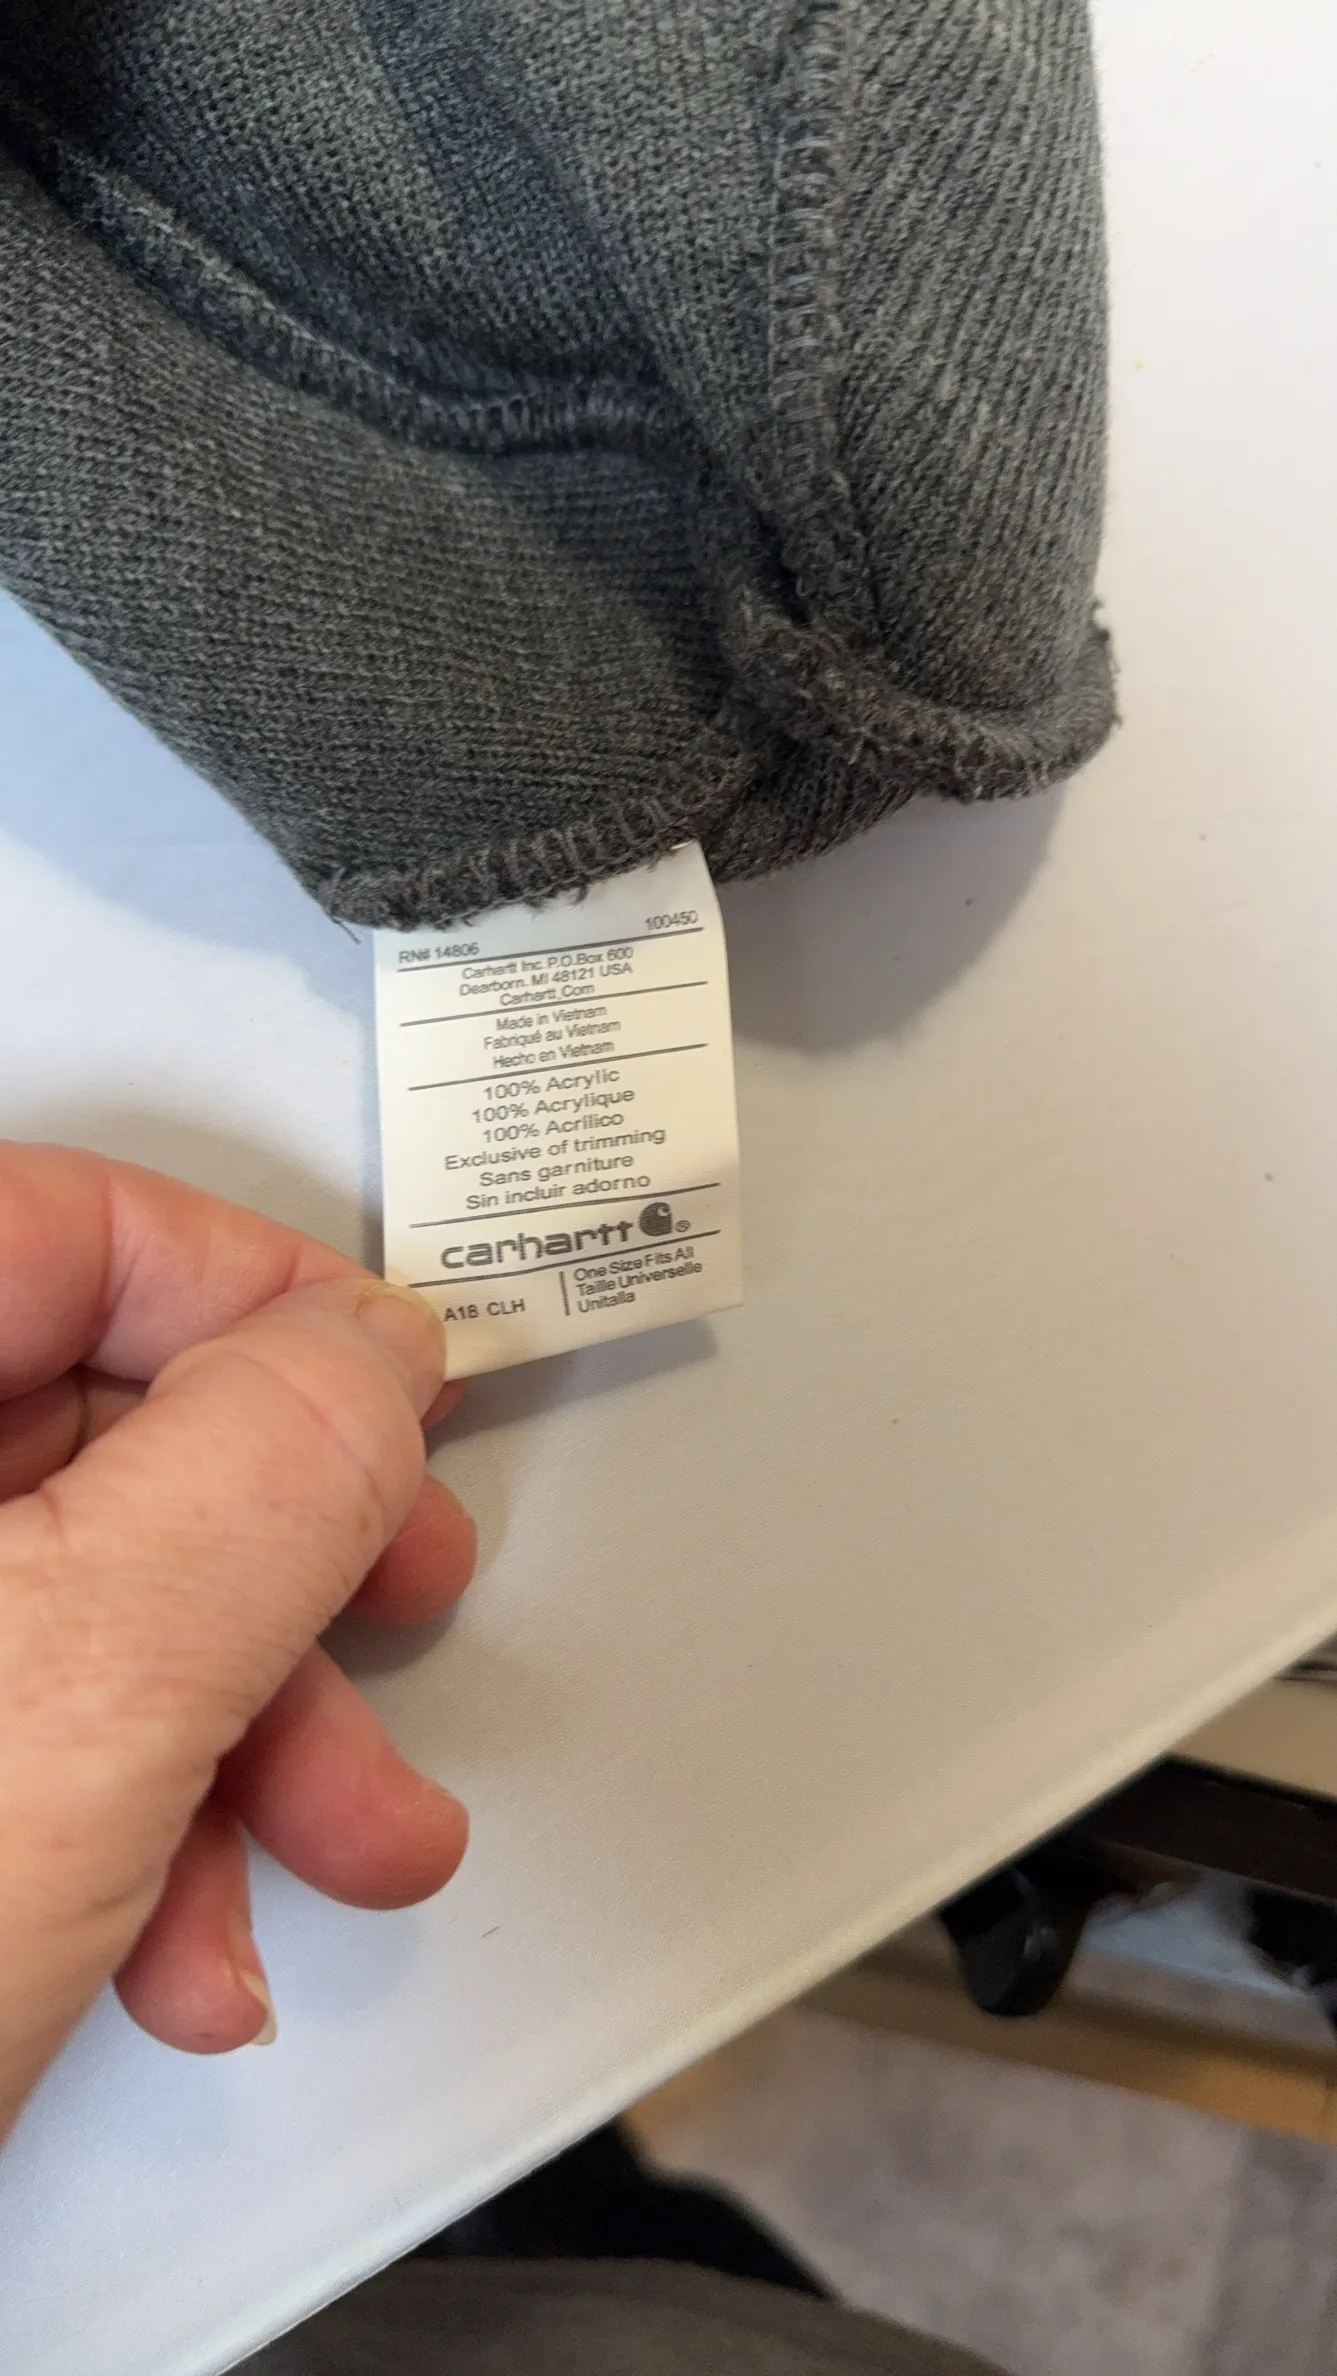 RN# 14806 100450
Carhartt Inc. P.O.Box 600
Dearborn. MI 48121 USA
Carhartt.Com
Made in Vietnam
Fabriqué au Vietnam
Hecho en Vietnam
100% Acrylic
100% Acrylique
100% Acrílico
Exclusive of trimming
Sans garniture
Sin incluir adorno
carhartt ®
A18 CLH
One Size Fits All
Taille Universelle
Unitalla